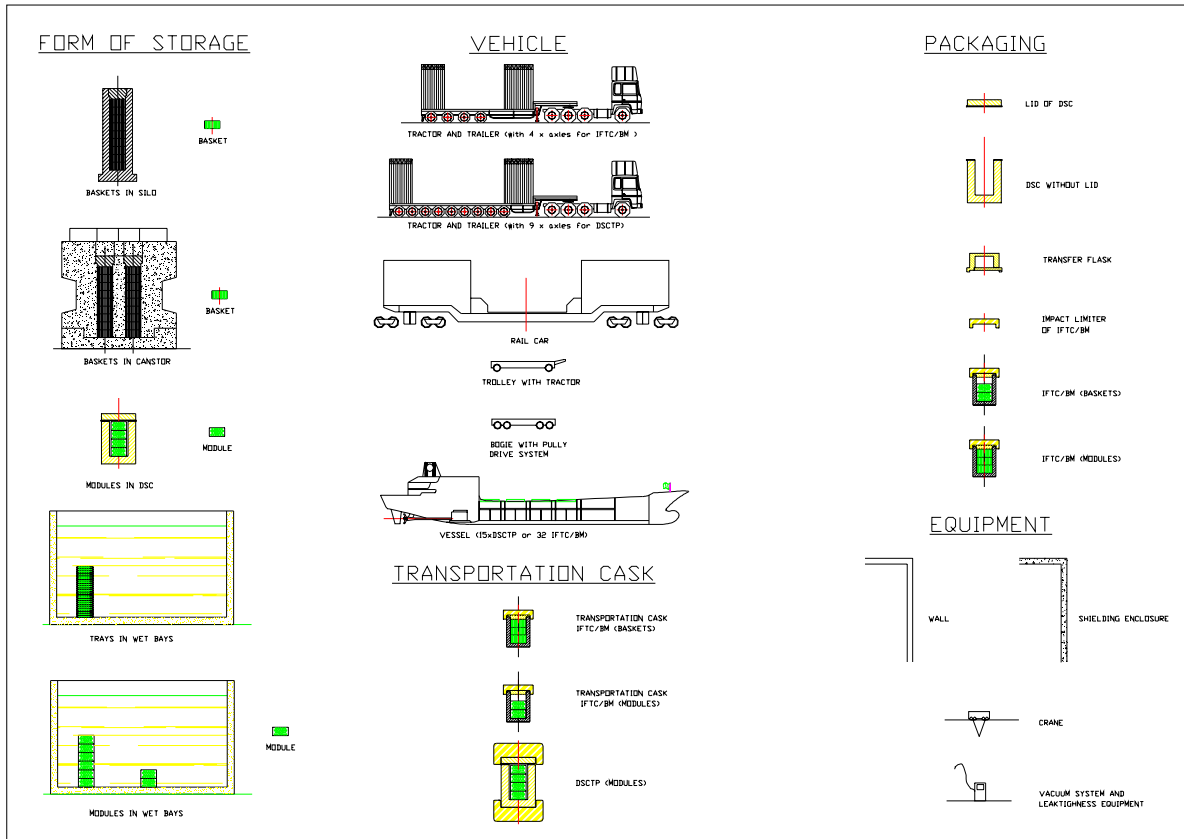 FORM OF STORAGE
BASKET
BASKETS IN SILO
BASKET
BASKETS IN CANSTOR
MODULE
MODULES IN DSC
TRAYS IN WET BAYS
MODULE
MODULES IN WET BAYS
VEHICLE
TRACTOR AND TRAILER (with 4 x axles for IFTC/BM )
TRACTOR AND TRAILER (with 9 x axles for DSCTP)
RAIL CAR
TROLLEY WITH TRACTOR
BOGIE WITH PULLY
DRIVE SYSTEM
VESSEL (15xDSCTP or 32 IFTC/BM)
TRANSPORTATION CASK
TRANSPORTATION CASK
IFTC/BM (BASKETS)
TRANSPORTATION CASK
IFTC/BM (MODULES)
DSCTP (MODULES)
PACKAGING
LID OF DSC
DSC WITHOUT LID
TRANSFER FLASK
IMPACT LIMITER
OF IFTC/BM
IFTC/BM (BASKETS)
IFTC/BM (MODULES)
EQUIPMENT
WALL
SHIELDING ENCLOSURE
CRANE
VACUUM SYSTEM AND
LEAKTIGHNESS EQUIPMENT